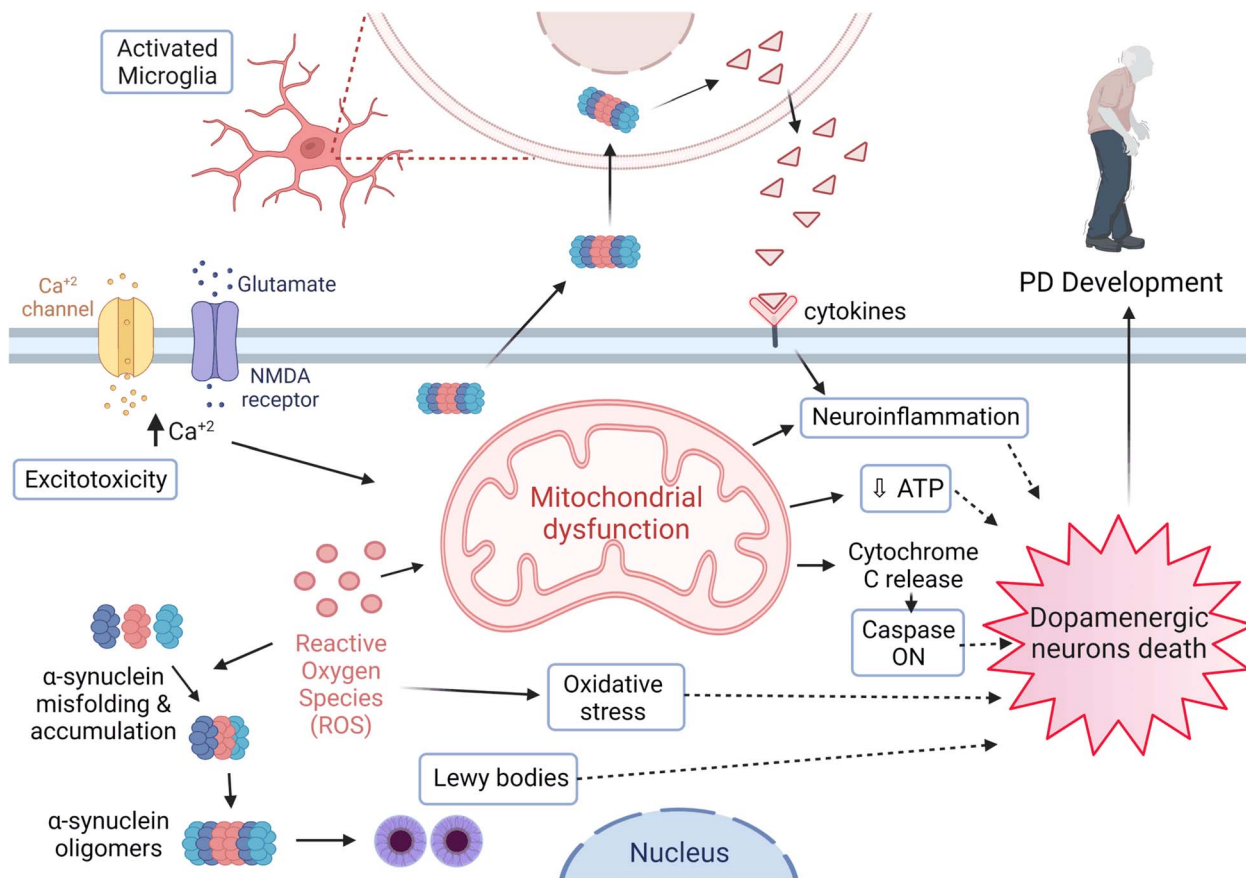 Activated
Microglia
Ca⁺²
channel
Glutamate
NMDA
receptor
Ca⁺²
Excitotoxicity
cytokines
PD Development
Neuroinflammation
Mitochondrial
dysfunction
⇩ ATP
Cytochrome
C release
Caspase
ON
Dopamenergic
neurons death
Reactive
Oxygen
Species
(ROS)
Oxidative
stress
α-synuclein
misfolding &
accumulation
Lewy bodies
α-synuclein
oligomers
Nucleus